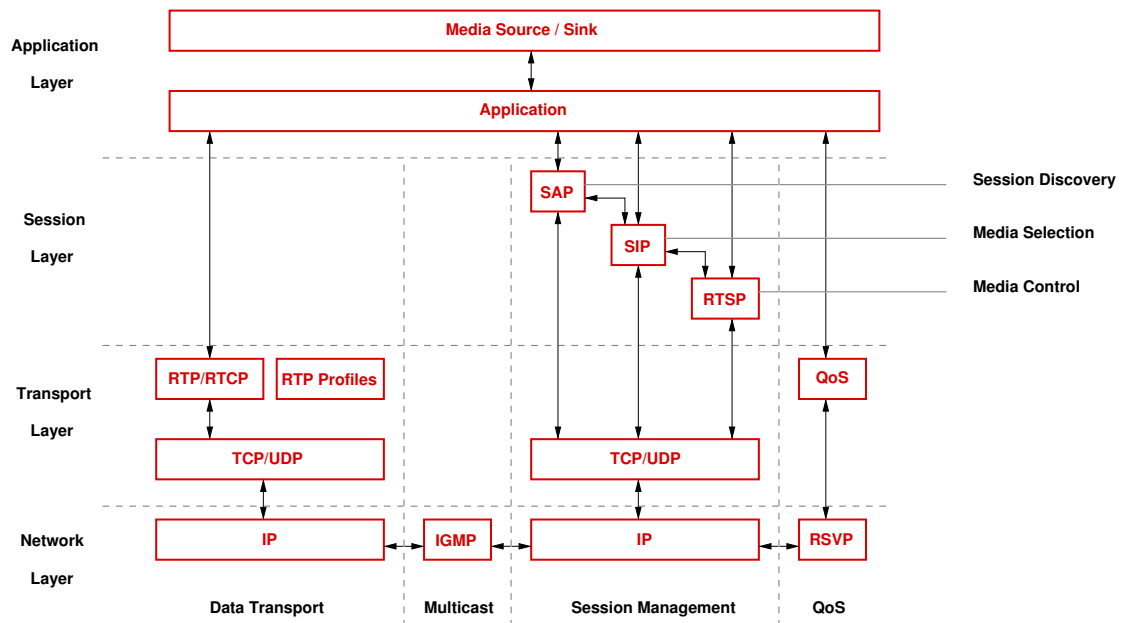 Media Source / Sink
Application
Layer
Application
SAP
Session Discovery
Session
Layer
SIP
Media Selection
RTSP
Media Control
RTP/RTCP
RTP Profiles
QoS
Transport
Layer
TCP/UDP
TCP/UDP
Network
Layer
IP
IGMP
IP
RSVP
Data Transport
Multicast
Session Management
QoS